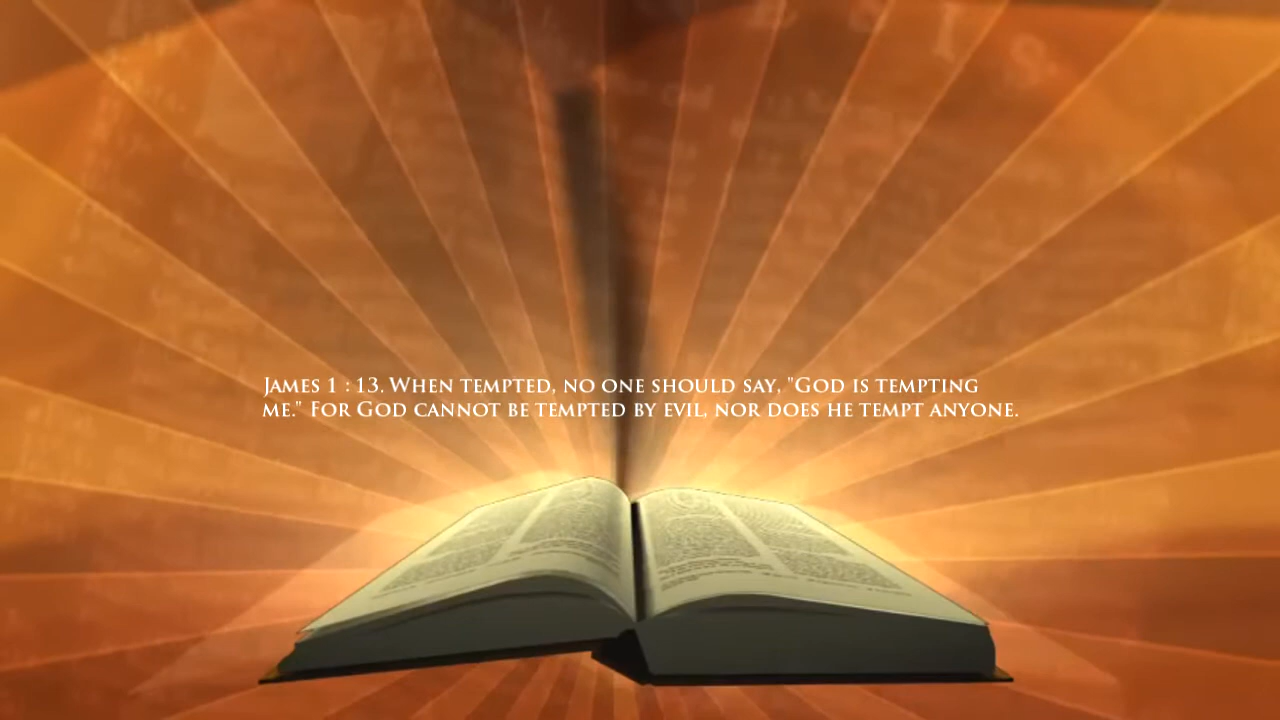 James 1 : 13. When tempted, no one should say, "God is tempting
me." For God cannot be tempted by evil, nor does he tempt anyone.